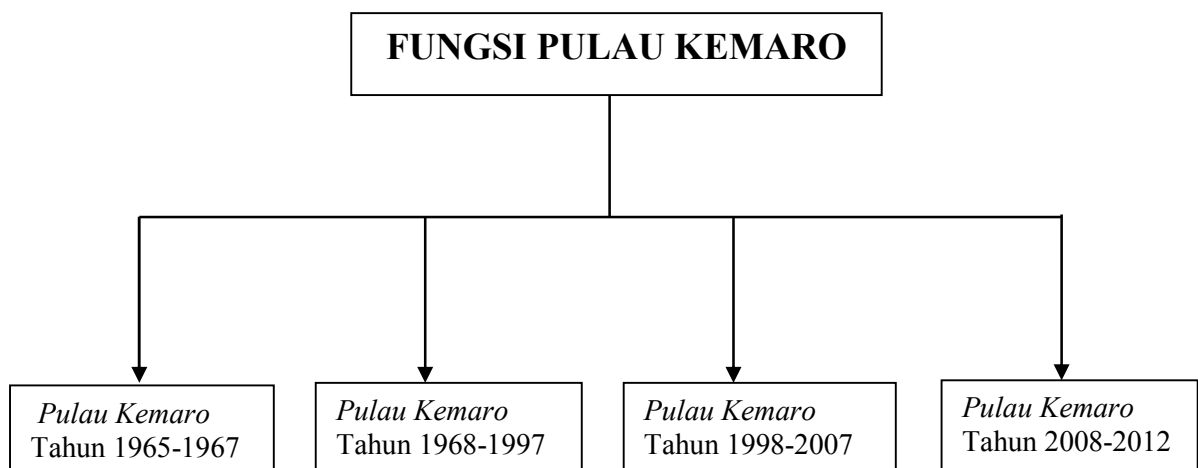 FUNGSI PULAU KEMARO
Pulau Kemaro
Tahun 1965-1967
Pulau Kemaro
Tahun 1968-1997
Pulau Kemaro
Tahun 1998-2007
Pulau Kemaro
Tahun 2008-2012